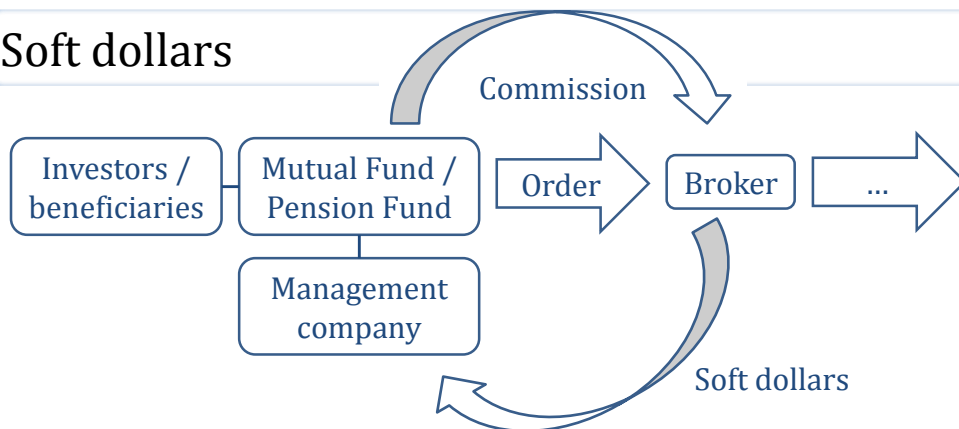 Soft dollars
Commission
Investors /
beneficiaries
Mutual Fund /
Pension Fund
Order
Broker
...
Management
company
Soft dollars